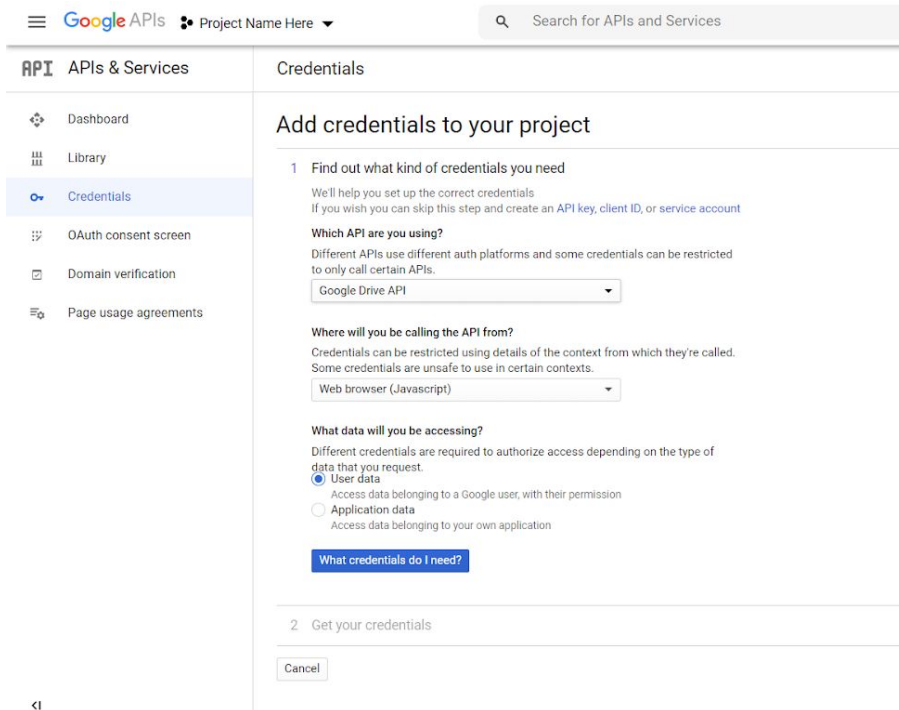 Google APIs Project Name Here Search for APIs and Services
API APIs & Services Credentials
Dashboard
Library
Credentials
OAuth consent screen
Domain verification
Page usage agreements
Add credentials to your project
1 Find out what kind of credentials you need
We'll help you set up the correct credentials
If you wish you can skip this step and create an API key, client ID, or service account
Which API are you using?
Different APIs use different auth platforms and some credentials can be restricted
to only call certain APIs.
Google Drive API
Where will you be calling the API from?
Credentials can be restricted using details of the context from which they're called.
Some credentials are unsafe to use in certain contexts.
Web browser (Javascript)
What data will you be accessing?
Different credentials are required to authorize access depending on the type of
data that you request.
User data
Access data belonging to a Google user, with their permission
Application data
Access data belonging to your own application
What credentials do I need?
2 Get your credentials
Cancel